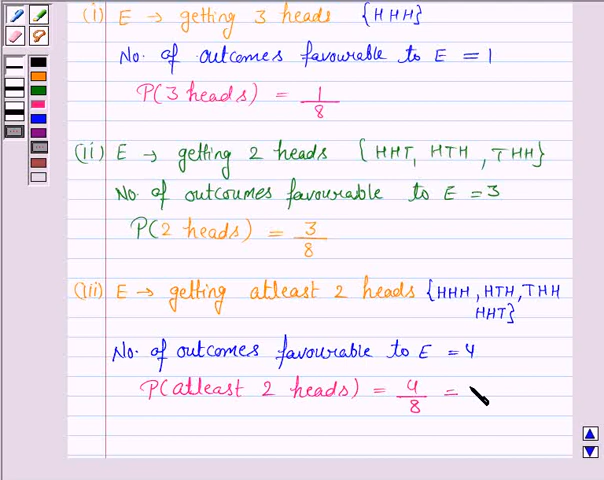 (i) E → getting 3 heads {HHH}
No. of outcomes favourable to E = 1
P(3 heads) = 1/8
(ii) E → getting 2 heads {HHT, HTH, THH}
No. of outcoumes favourable to E = 3
P(2 heads) = 3/8
(iii) E → getting atleast 2 heads {HHH, HTH, THH
HHT}
No. of outcomes favourable to E = 4
P(atleast 2 heads) = 4/8 =